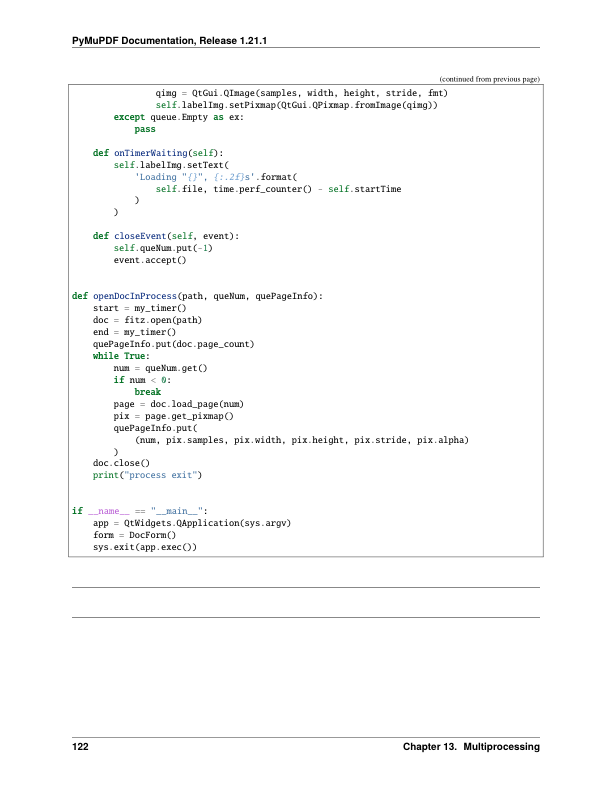 PyMuPDF Documentation, Release 1.21.1
(continued from previous page)
                qimg = QtGui.QImage(samples, width, height, stride, fmt)
                self.labelImg.setPixmap(QtGui.QPixmap.fromImage(qimg))
        except queue.Empty as ex:
            pass

    def onTimerWaiting(self):
        self.labelImg.setText(
            'Loading "{}", {:.2f}s'.format(
                self.file, time.perf_counter() - self.startTime
            )
        )

    def closeEvent(self, event):
        self.queNum.put(-1)
        event.accept()


def openDocInProcess(path, queNum, quePageInfo):
    start = my_timer()
    doc = fitz.open(path)
    end = my_timer()
    quePageInfo.put(doc.page_count)
    while True:
        num = queNum.get()
        if num < 0:
            break
        page = doc.load_page(num)
        pix = page.get_pixmap()
        quePageInfo.put(
            (num, pix.samples, pix.width, pix.height, pix.stride, pix.alpha)
        )
    doc.close()
    print("process exit")


if __name__ == "__main__":
    app = QtWidgets.QApplication(sys.argv)
    form = DocForm()
    sys.exit(app.exec())
122
Chapter 13. Multiprocessing